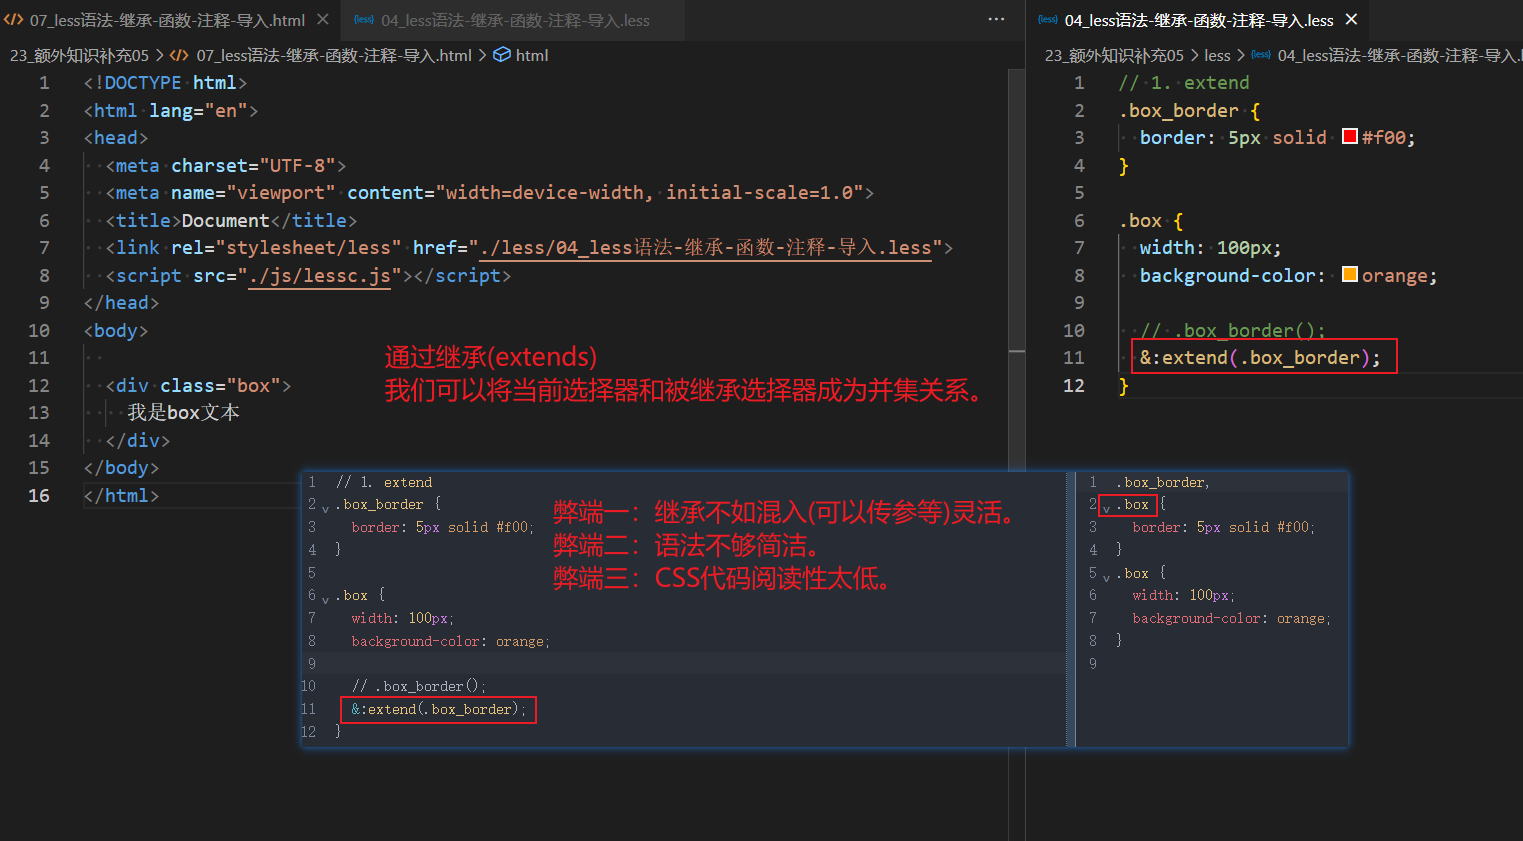 07_less语法-继承-函数-注释-导入.html
04_less语法-继承-函数-注释-导入.less
23_额外知识补充05 > 07_less语法-继承-函数-注释-导入.html > html
1 <!DOCTYPE html>
2 <html lang="en">
3 <head>
4 <meta charset="UTF-8">
5 <meta name="viewport" content="width=device-width, initial-scale=1.0">
6 <title>Document</title>
7 <link rel="stylesheet/less" href="./less/04_less语法-继承-函数-注释-导入.less">
8 <script src="./js/lessc.js"></script>
9 </head>
10 <body>
11
12 <div class="box">
13 我是box文本
14 </div>
15 </body>
16 </html>
通过继承(extends)
我们可以将当前选择器和被继承选择器成为并集关系。
04_less语法-继承-函数-注释-导入.less
23_额外知识补充05 > less > 04_less语法-继承-函数-注释-导入.l
1 // 1. extend
2 .box_border {
3 border: 5px solid #f00;
4 }
5
6 .box {
7 width: 100px;
8 background-color: orange;
9
10 // .box_border();
11 &:extend(.box_border);
12 }
1 // 1. extend
2 .box_border {
3 border: 5px solid #f00;
4 }
5
6 .box {
7 width: 100px;
8 background-color: orange;
9
10 // .box_border();
11 &:extend(.box_border);
12 }
弊端一：继承不如混入(可以传参等)灵活。
弊端二：语法不够简洁。
弊端三：CSS代码阅读性太低。
1 .box_border,
2 .box {
3 border: 5px solid #f00;
4 }
5 .box {
6 width: 100px;
7 background-color: orange;
8 }
9